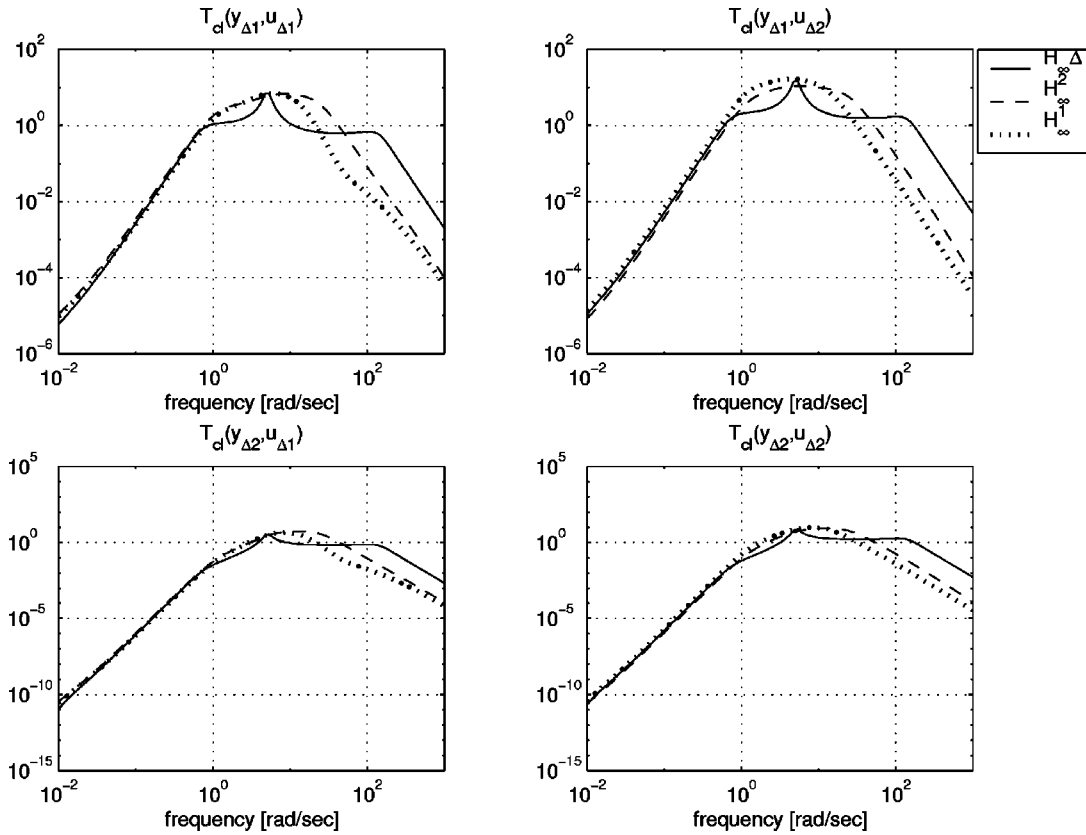 T_cl(y_Δ1,u_Δ1)
10^2
10^0
10^−2
10^−4
10^−6
10^−2
10^0
10^2
frequency [rad/sec]
T_cl(y_Δ1,u_Δ2)
10^2
10^0
10^−2
10^−4
10^−6
10^−2
10^0
10^2
frequency [rad/sec]
H_∞Δ
H^2_∞
H^1_∞
T_cl(y_Δ2,u_Δ1)
10^5
10^0
10^−5
10^−10
10^−15
10^−2
10^0
10^2
frequency [rad/sec]
T_cl(y_Δ2,u_Δ2)
10^5
10^0
10^−5
10^−10
10^−15
10^−2
10^0
10^2
frequency [rad/sec]